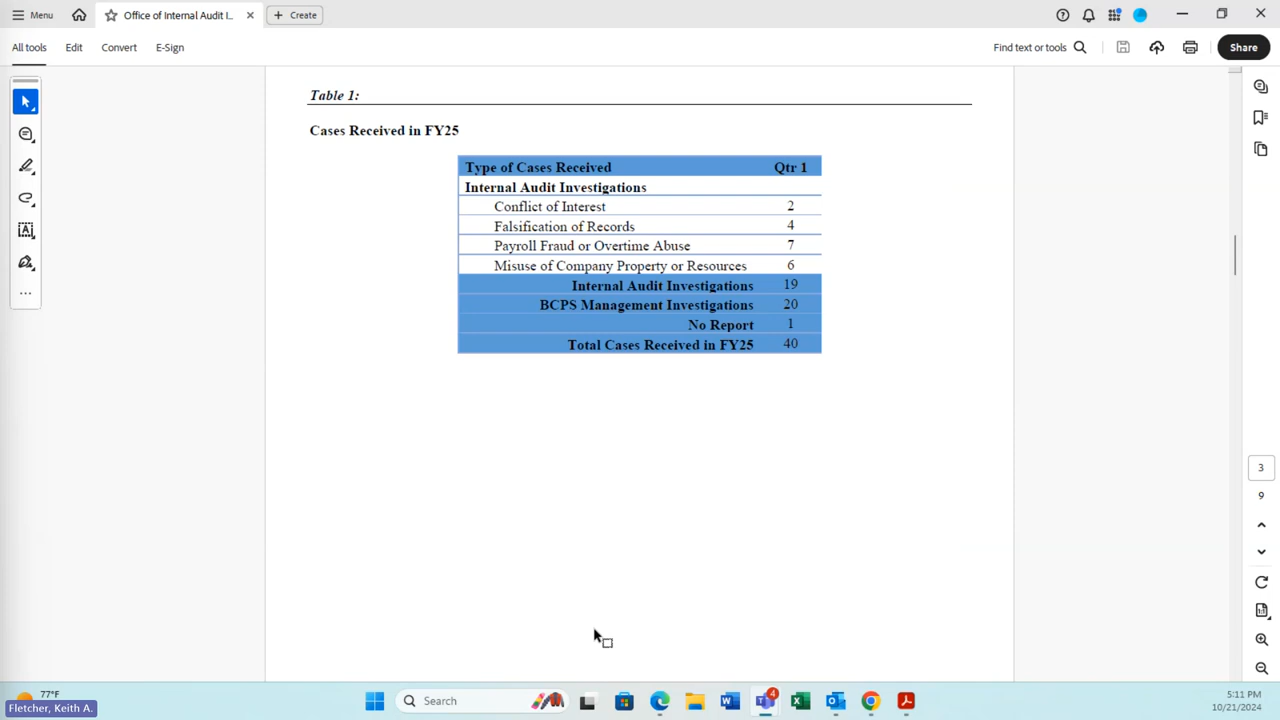 Menu
Office of Internal Audit I...
Create
All tools
Edit
Convert
E-Sign
Find text or tools
Share
Table 1:
Cases Received in FY25
Type of Cases Received Qtr 1
Internal Audit Investigations
Conflict of Interest 2
Falsification of Records 4
Payroll Fraud or Overtime Abuse 7
Misuse of Company Property or Resources 6
Internal Audit Investigations 19
BCPS Management Investigations 20
No Report 1
Total Cases Received in FY25 40
3
9
77°F
Fletcher, Keith A.
Search
4
5:11 PM
10/21/2024